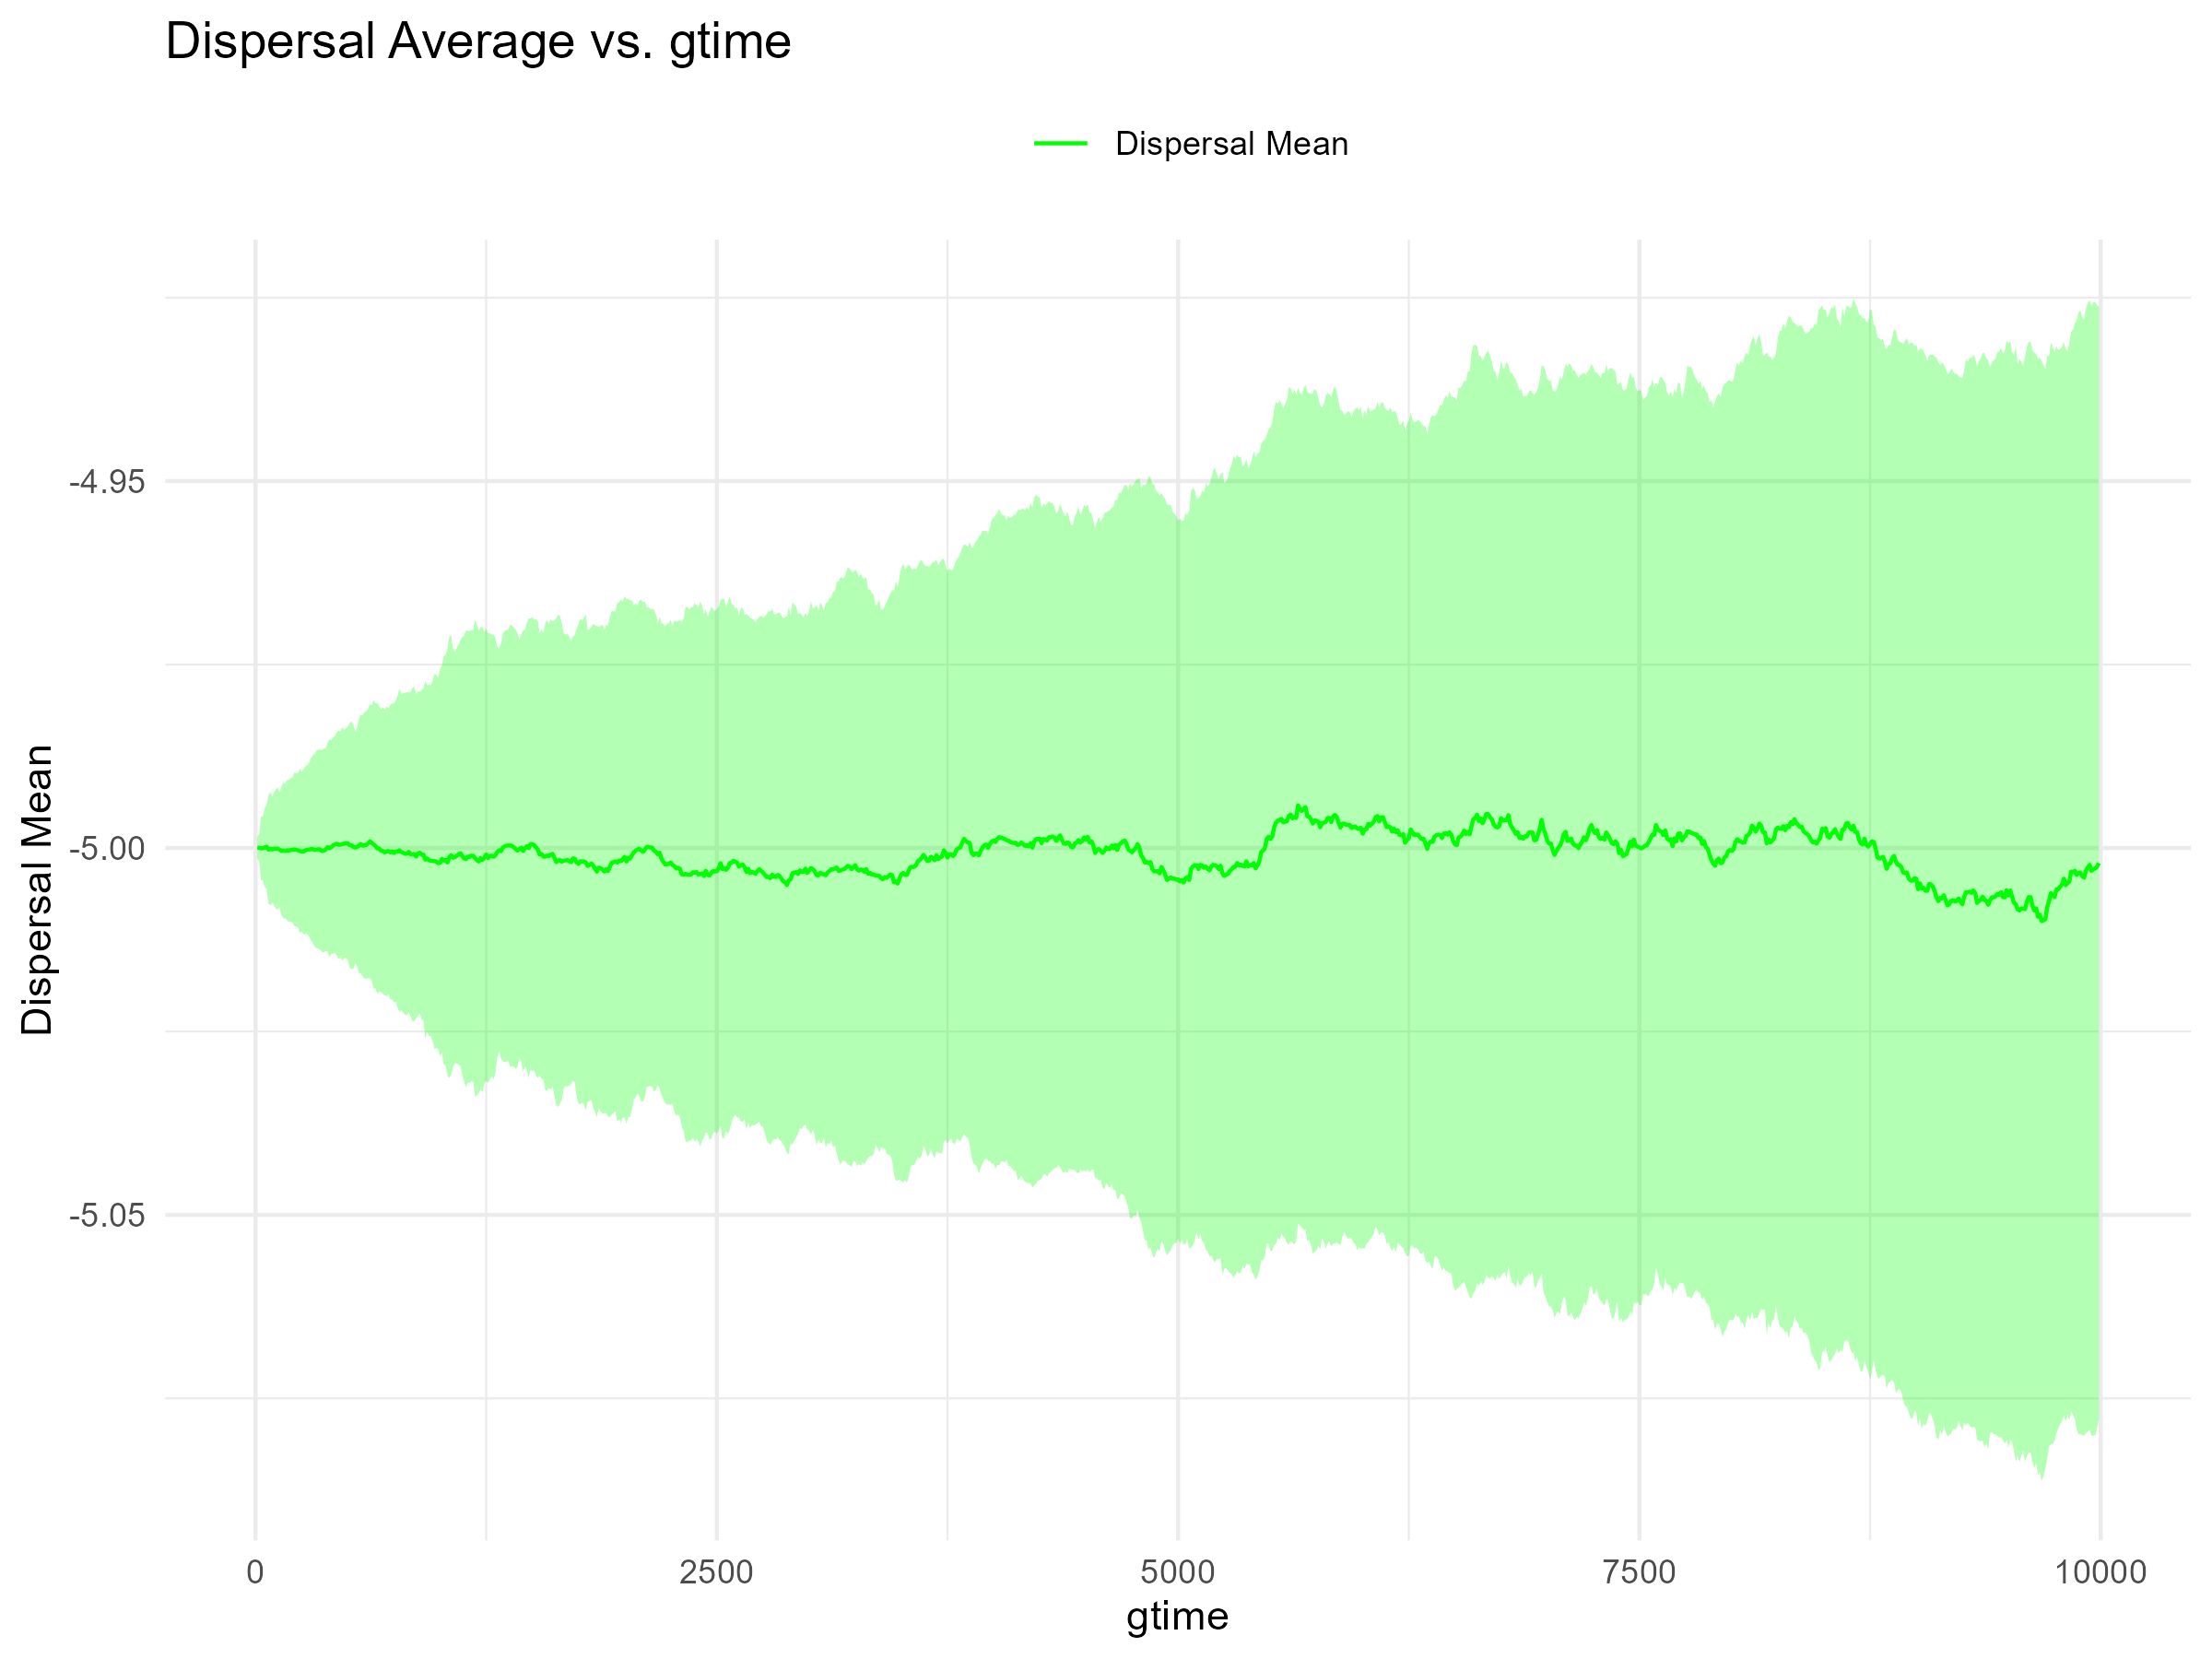 Dispersal Average vs. gtime
Dispersal Mean
Dispersal Mean
-4.95
-5.00
-5.05
0 2500 5000 7500 10000
gtime